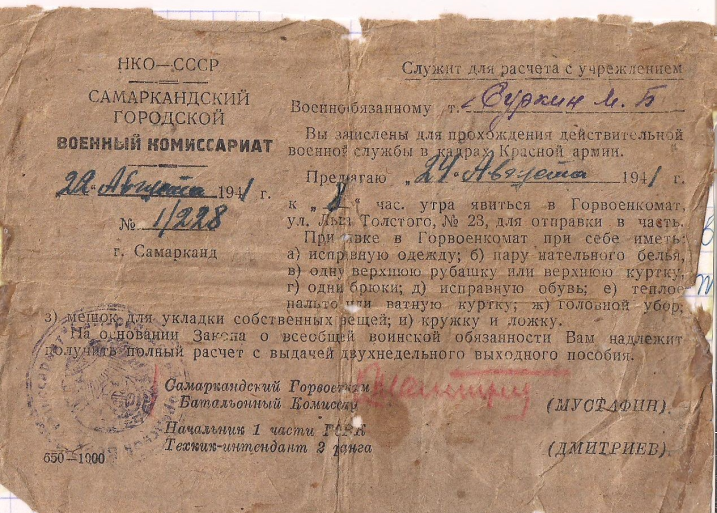 НКО—СССР
САМАРКАНДСКИЙ
ГОРОДСКОЙ
ВОЕННЫЙ КОМИССАРИАТ
22 Августа 1941 г.
№ 1/228
г. Самарканд
Служит для расчета с учреждением
Военнообязанному т. Суркин М. Б
Вы зачислены для прохождения действительной
военной службы в кадрах Красной армии.
Предлагаю „24 Августа 1941 г.
к „ " час. утра явиться в Горвоенкомат,
ул. Льва Толстого, № 23, для отправки в часть.
При явке в Горвоенкомат при себе иметь:
а) исправную одежду; б) пару нательного белья,
в) одну верхнюю рубашку или верхнюю куртку,
г) одни брюки; д) исправную обувь; е) теплое
пальто или ватную куртку; ж) головной убор;
з) мешок для укладки собственных вещей; и) кружку и ложку.
На основании Закона о всеобщей воинской обязанности Вам надлежит
получить полный расчет с выдачей двухнедельного выходного пособия.
Самаркандский Горвоенком
Батальонный Комиссар (МУСТАФИН).
Начальник 1 части ГСВК
Техник-интендант 2 ранга (ДМИТРИЕВ).
650—1000